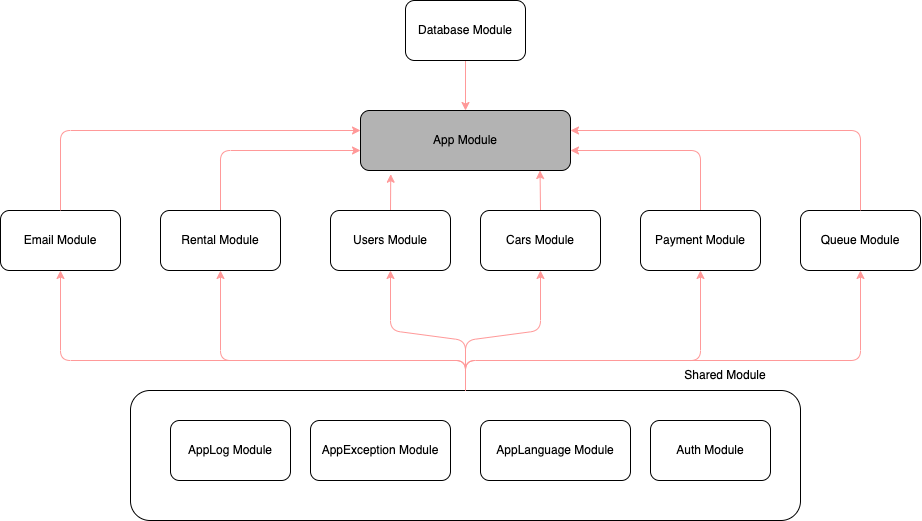 Database Module
App Module
Email Module
Rental Module
Users Module
Cars Module
Payment Module
Queue Module
Shared Module
AppLog Module
AppException Module
AppLanguage Module
Auth Module